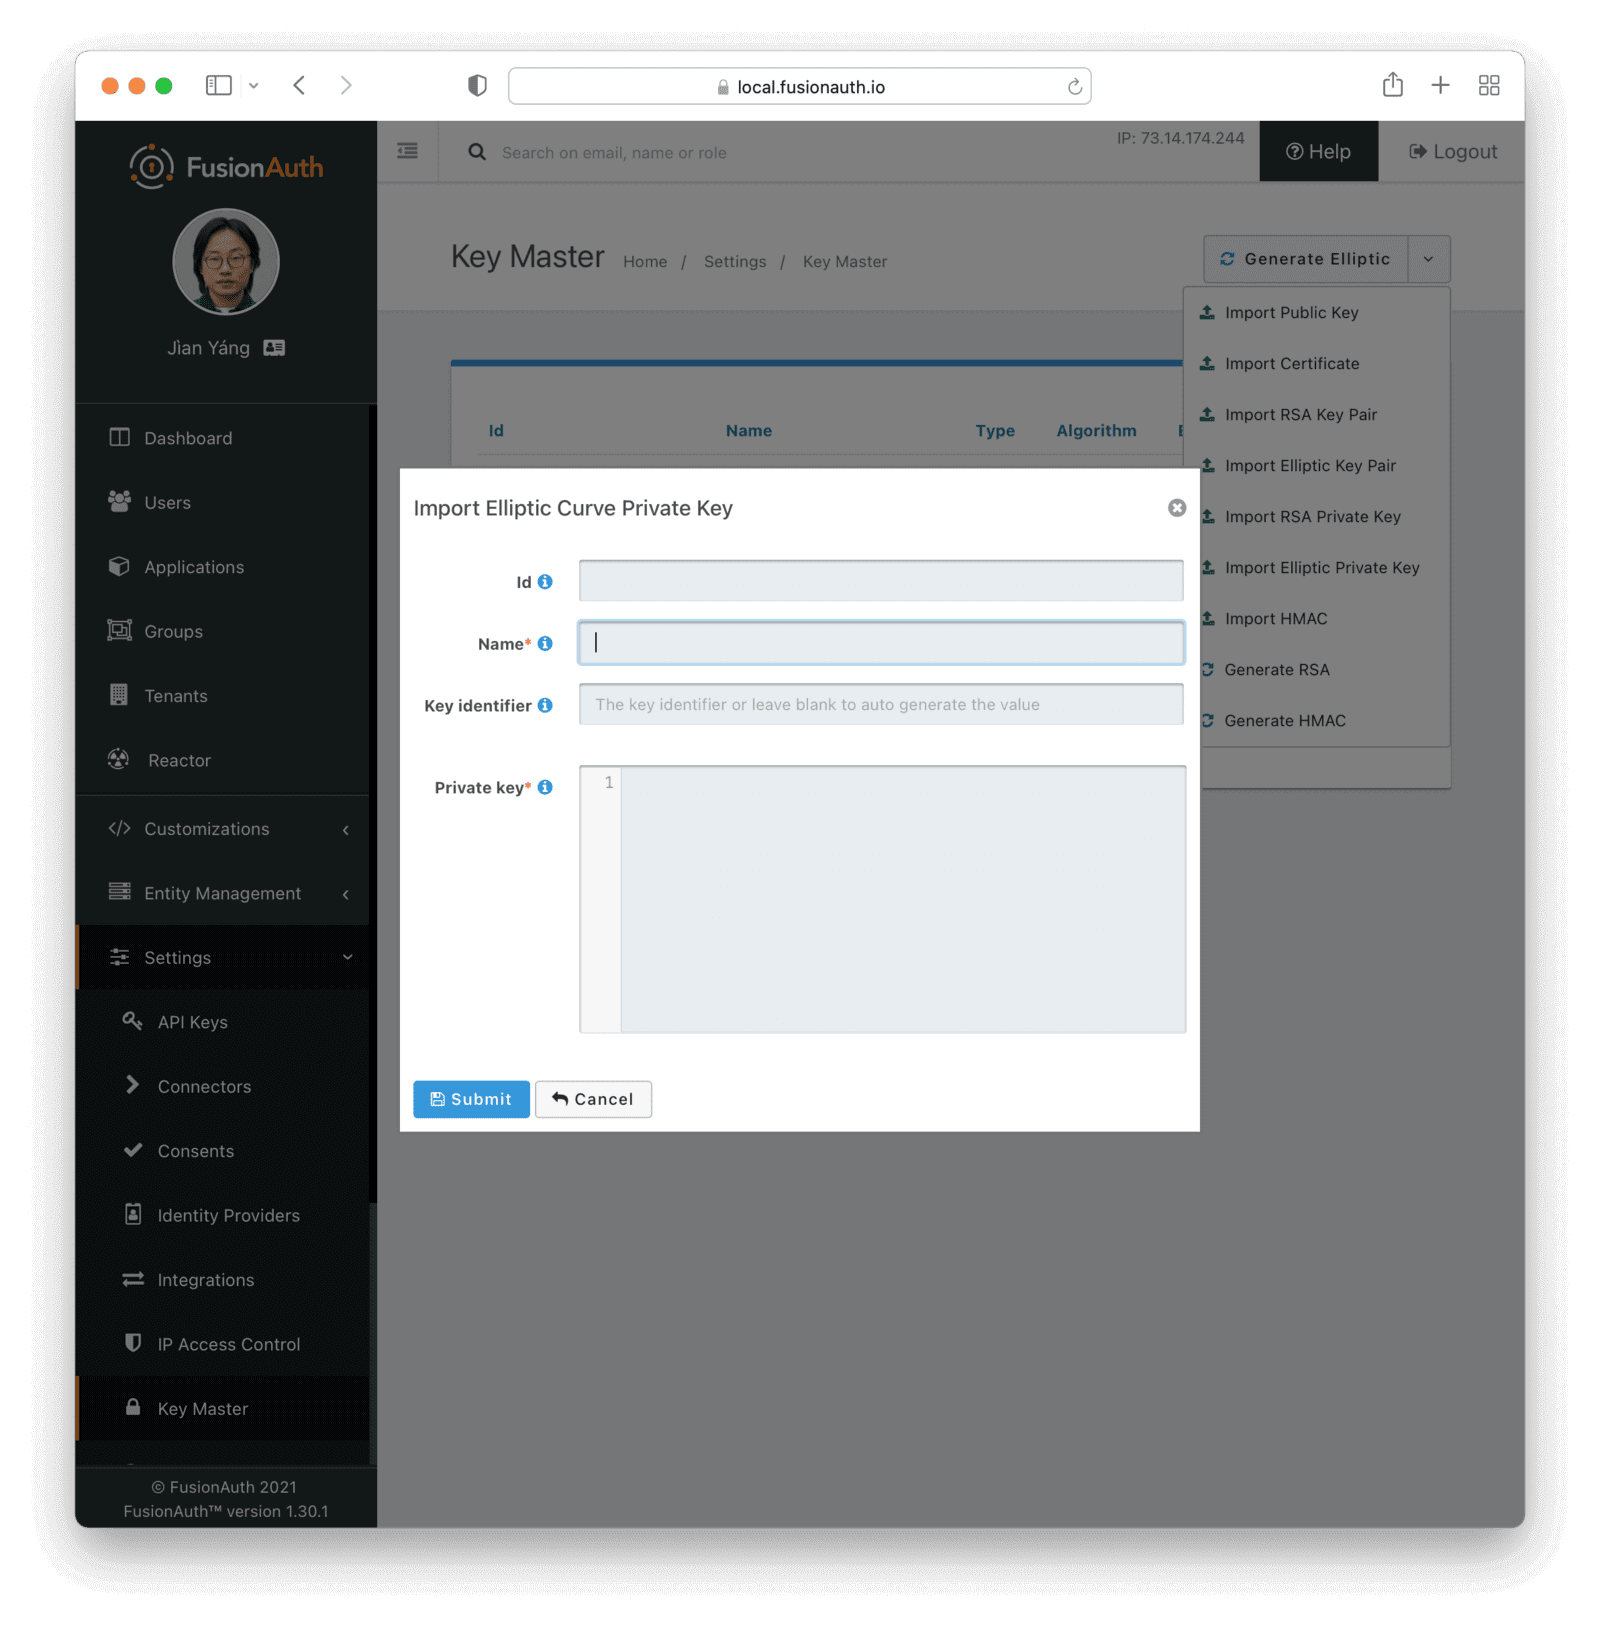 local.fusionauth.io
FusionAuth
Jìan Yáng
Dashboard
Users
Applications
Groups
Tenants
Reactor
Customizations
Entity Management
Settings
API Keys
Connectors
Consents
Identity Providers
Integrations
IP Access Control
Key Master
© FusionAuth 2021
FusionAuth™ version 1.30.1
Search on email, name or role
IP: 73.14.174.244
Help
Logout
Key Master
Home / Settings / Key Master
Generate Elliptic
Import Public Key
Import Certificate
Import RSA Key Pair
Import Elliptic Key Pair
Import RSA Private Key
Import Elliptic Private Key
Import HMAC
Generate RSA
Generate HMAC
Id Name Type Algorithm
Import Elliptic Curve Private Key
Id
Name*
Key identifier
The key identifier or leave blank to auto generate the value
Private key*
1
Submit
Cancel